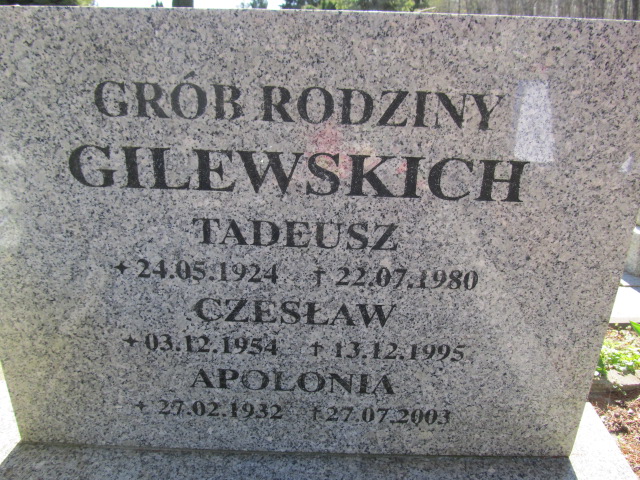 GRÓB RODZINY
GILEWSKICH
TADEUSZ
✦ 24.05.1924 † 22.07.1980
CZESŁAW
✦ 03.12.1954 † 13.12.1995
APOLONIA
✦ 27.02.1932 † 27.07.2003